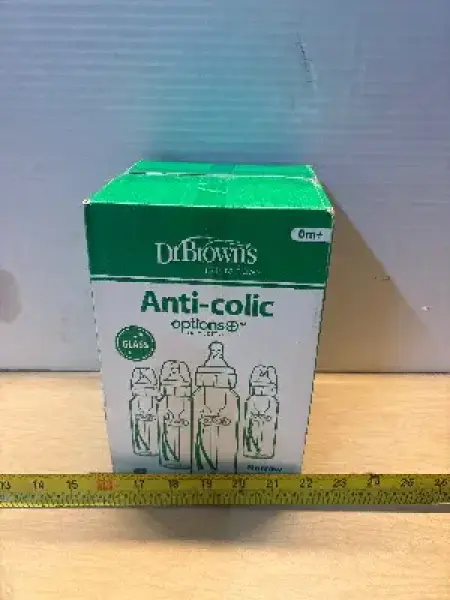 0m+
Dr.Brown's
Anti-colic
options+™
GLASS
Narrow
13 14 15 16 17 18 19 20 21 22 23 24 25 26